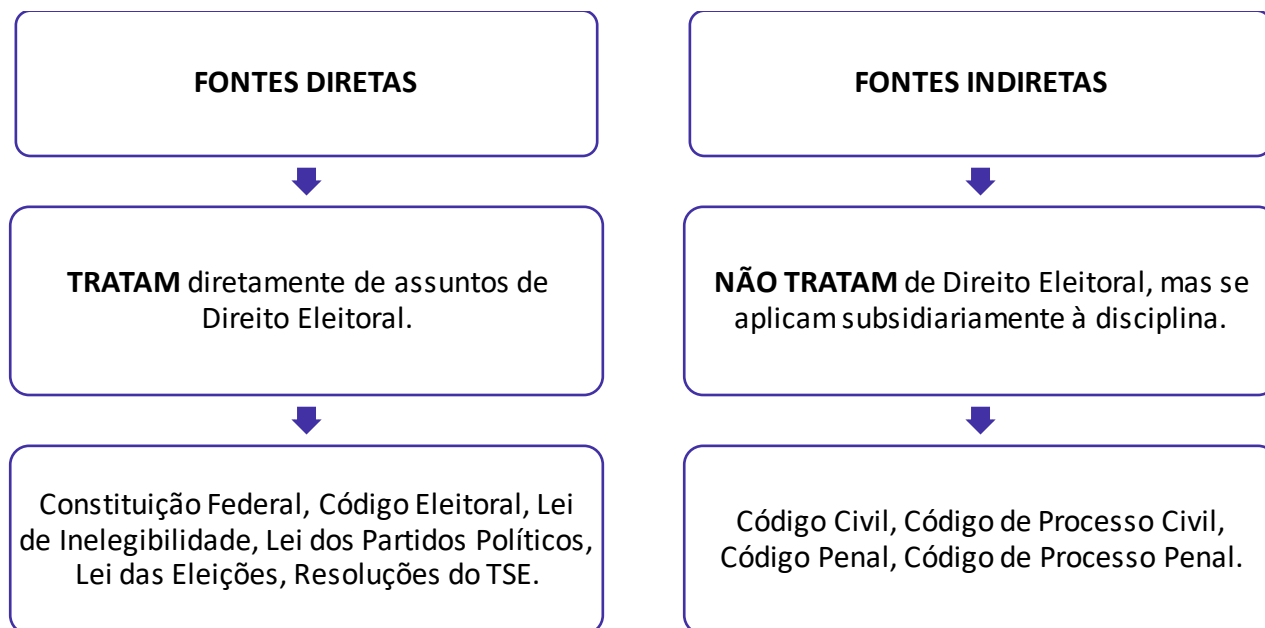 FONTES DIRETAS
TRATAM diretamente de assuntos de
Direito Eleitoral.
Constituição Federal, Código Eleitoral, Lei
de Inelegibilidade, Lei dos Partidos Políticos,
Lei das Eleições, Resoluções do TSE.
FONTES INDIRETAS
NÃO TRATAM de Direito Eleitoral, mas se
aplicam subsidiariamente à disciplina.
Código Civil, Código de Processo Civil,
Código Penal, Código de Processo Penal.